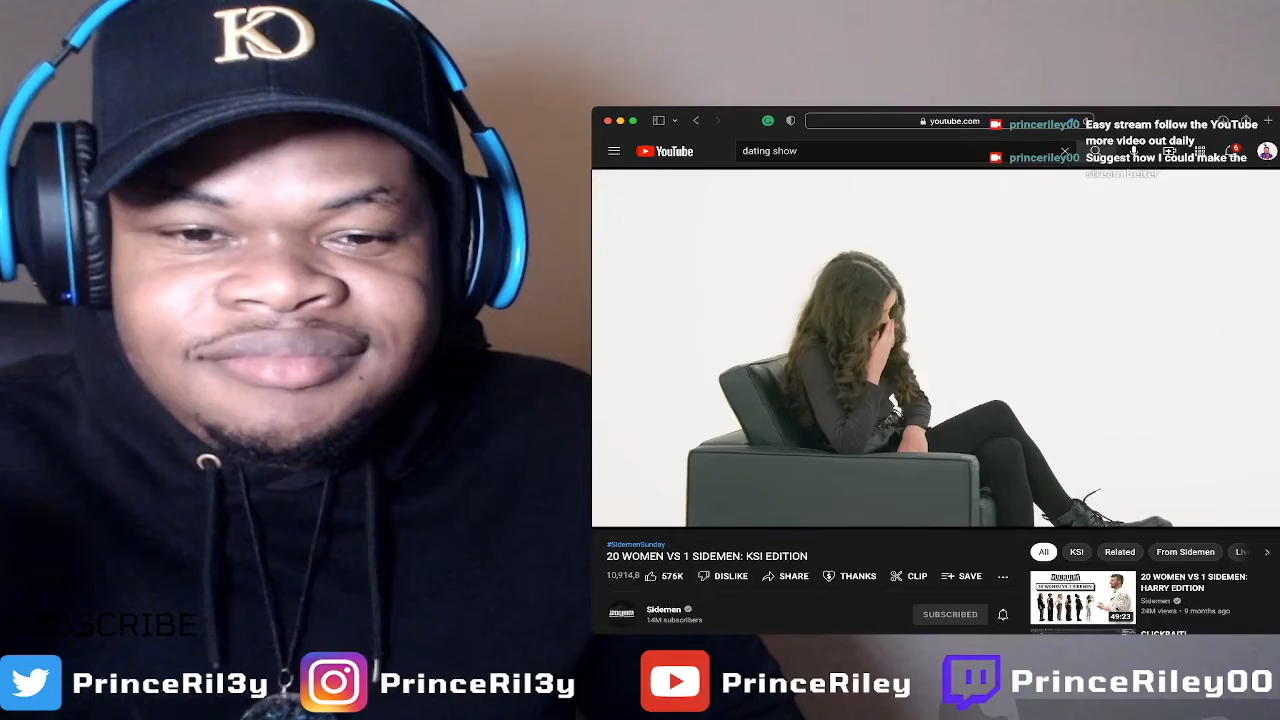 KO
youtube.com
princeriley00 Easy stream follow the YouTube
more video out daily
princeriley00 Suggest how I could make the
stream better
YouTube
dating show
6
#SidemenSunday
20 WOMEN VS 1 SIDEMEN: KSI EDITION
576K
DISLIKE
SHARE
THANKS
CLIP
SAVE
Sidemen
14M subscribers
SUBSCRIBED
All
KSI
Related
From Sidemen
20 WOMEN VS 1 SIDEMEN:
HARRY EDITION
Sidemen
24M views • 9 months ago
49:23
PrinceRil3y
PrinceRil3y
PrinceRiley
PrinceRiley00